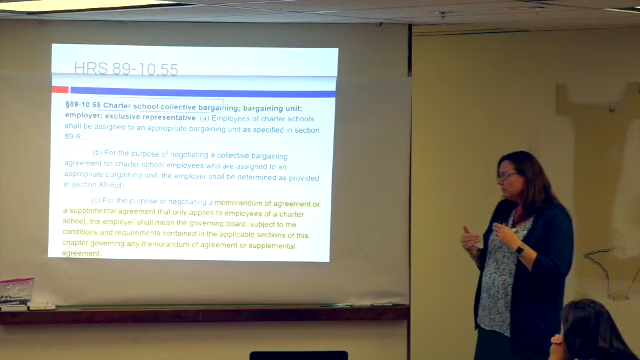 HRS 89-10.55
§89-10.55 Charter school collective bargaining; bargaining unit;
employer; exclusive representative. (a) Employees of charter schools
shall be assigned to an appropriate bargaining unit as specified in section
89-6.
(b) For the purpose of negotiating a collective bargaining
agreement for charter school employees who are assigned to an
appropriate bargaining unit, the employer shall be determined as provided
in section 89-6(d).
(c) For the purpose of negotiating a memorandum of agreement or
a supplemental agreement that only applies to employees of a charter
school, the employer shall mean the governing board, subject to the
conditions and requirements contained in the applicable sections of this
chapter governing any memorandum of agreement or supplemental
agreement.